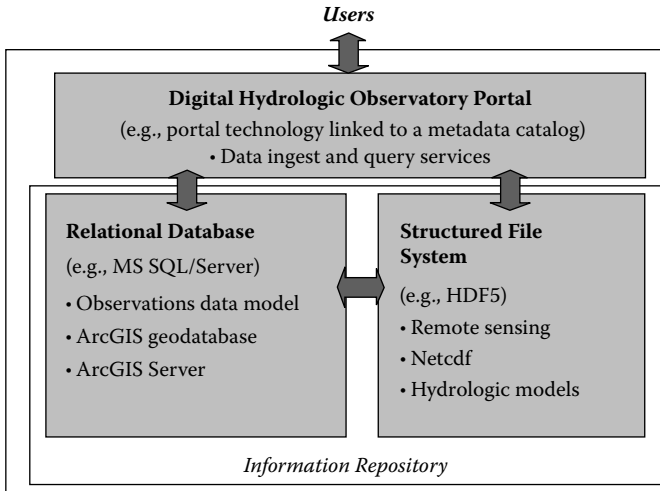 Users
Digital Hydrologic Observatory Portal
(e.g., portal technology linked to a metadata catalog)
• Data ingest and query services
Relational Database
(e.g., MS SQL/Server)
• Observations data model
• ArcGIS geodatabase
• ArcGIS Server
Structured File
System
(e.g., HDF5)
• Remote sensing
• Netcdf
• Hydrologic models
Information Repository